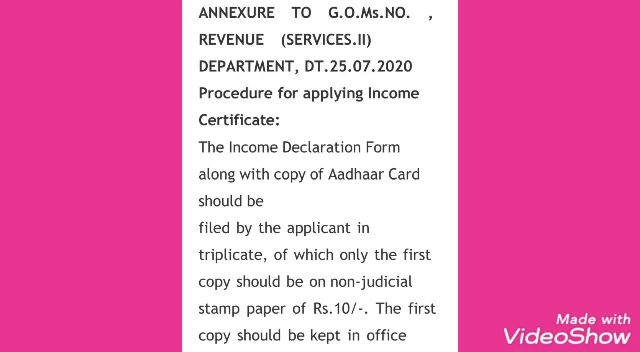 ANNEXURE TO G.O.Ms.NO. ,
REVENUE (SERVICES.II)
DEPARTMENT, DT.25.07.2020
Procedure for applying Income
Certificate:
The Income Declaration Form
along with copy of Aadhaar Card
should be
filed by the applicant in
triplicate, of which only the first
copy should be on non-judicial
stamp paper of Rs.10/-. The first
copy should be kept in office
Made with
VideoShow